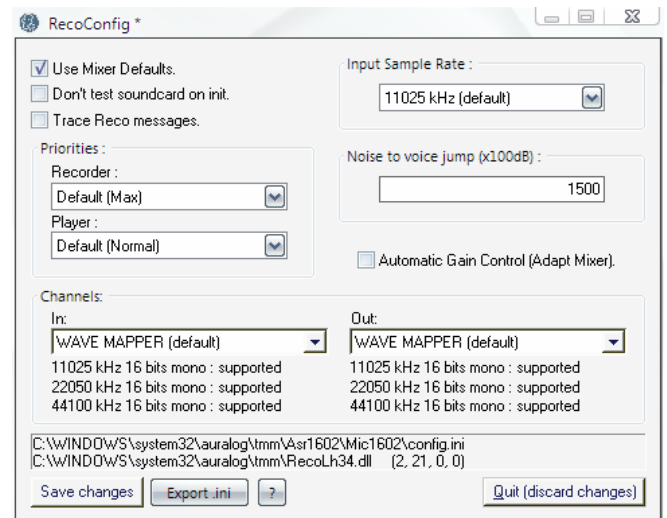 RecoConfig *
Use Mixer Defaults.
Don't test soundcard on init.
Trace Reco messages.
Input Sample Rate :
11025 kHz (default)
Priorities :
Recorder :
Default (Max)
Player :
Default (Normal)
Noise to voice jump (x100dB) :
1500
Automatic Gain Control (Adapt Mixer).
Channels:
In:
WAVE MAPPER (default)
11025 kHz 16 bits mono : supported
22050 kHz 16 bits mono : supported
44100 kHz 16 bits mono : supported
Out:
WAVE MAPPER (default)
11025 kHz 16 bits mono : supported
22050 kHz 16 bits mono : supported
44100 kHz 16 bits mono : supported
C:\WINDOWS\system32\auralog\tmm\Asr1602\Mic1602\config.ini
C:\WINDOWS\system32\auralog\tmm\RecoLh34.dll (2, 21, 0, 0)
Save changes
Export .ini
?
Quit (discard changes)